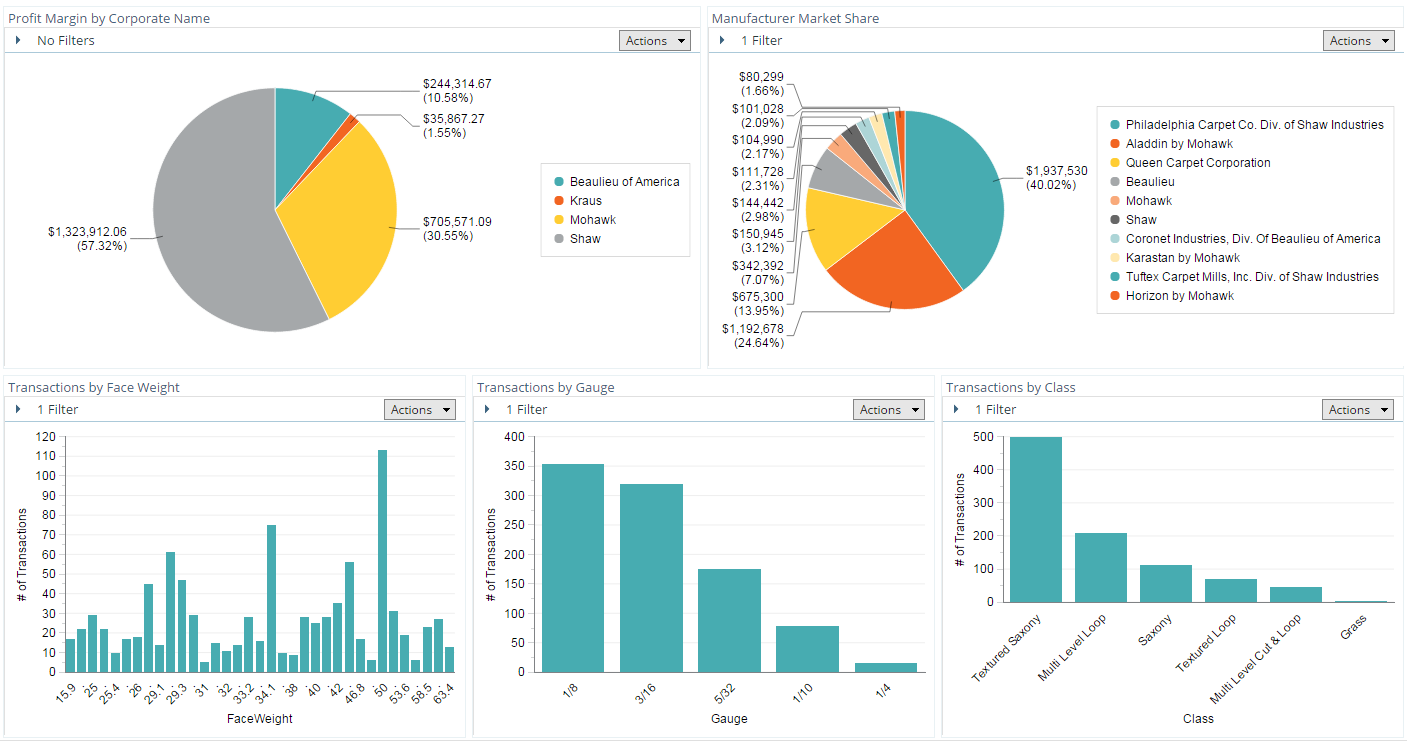 Profit Margin by Corporate Name
No Filters
Actions
$244,314.67
(10.58%)
$35,867.27
(1.55%)
$705,571.09
(30.55%)
$1,323,912.06
(57.32%)
Beaulieu of America
Kraus
Mohawk
Shaw
Manufacturer Market Share
1 Filter
Actions
$80,299
(1.66%)
$101,028
(2.09%)
$104,990
(2.17%)
$111,728
(2.31%)
$144,442
(2.98%)
$150,945
(3.12%)
$342,392
(7.07%)
$675,300
(13.95%)
$1,192,678
(24.64%)
$1,937,530
(40.02%)
Philadelphia Carpet Co. Div. of Shaw Industries
Aladdin by Mohawk
Queen Carpet Corporation
Beaulieu
Mohawk
Shaw
Coronet Industries, Div. Of Beaulieu of America
Karastan by Mohawk
Tuftex Carpet Mills, Inc. Div. of Shaw Industries
Horizon by Mohawk
Transactions by Face Weight
1 Filter
Actions
# of Transactions
120
110
100
90
80
70
60
50
40
30
20
10
0
15.9
25
25.4
26
29.1
29.3
31
32
33.2
34.1
38
40
42
46.8
50
53.6
58.5
63.4
FaceWeight
Transactions by Gauge
1 Filter
Actions
# of Transactions
400
350
300
250
200
150
100
50
0
1/8
3/16
5/32
1/10
1/4
Gauge
Transactions by Class
1 Filter
Actions
# of Transactions
500
400
300
200
100
0
Textured Saxony
Multi Level Loop
Saxony
Textured Loop
Multi Level Cut & Loop
Grass
Class